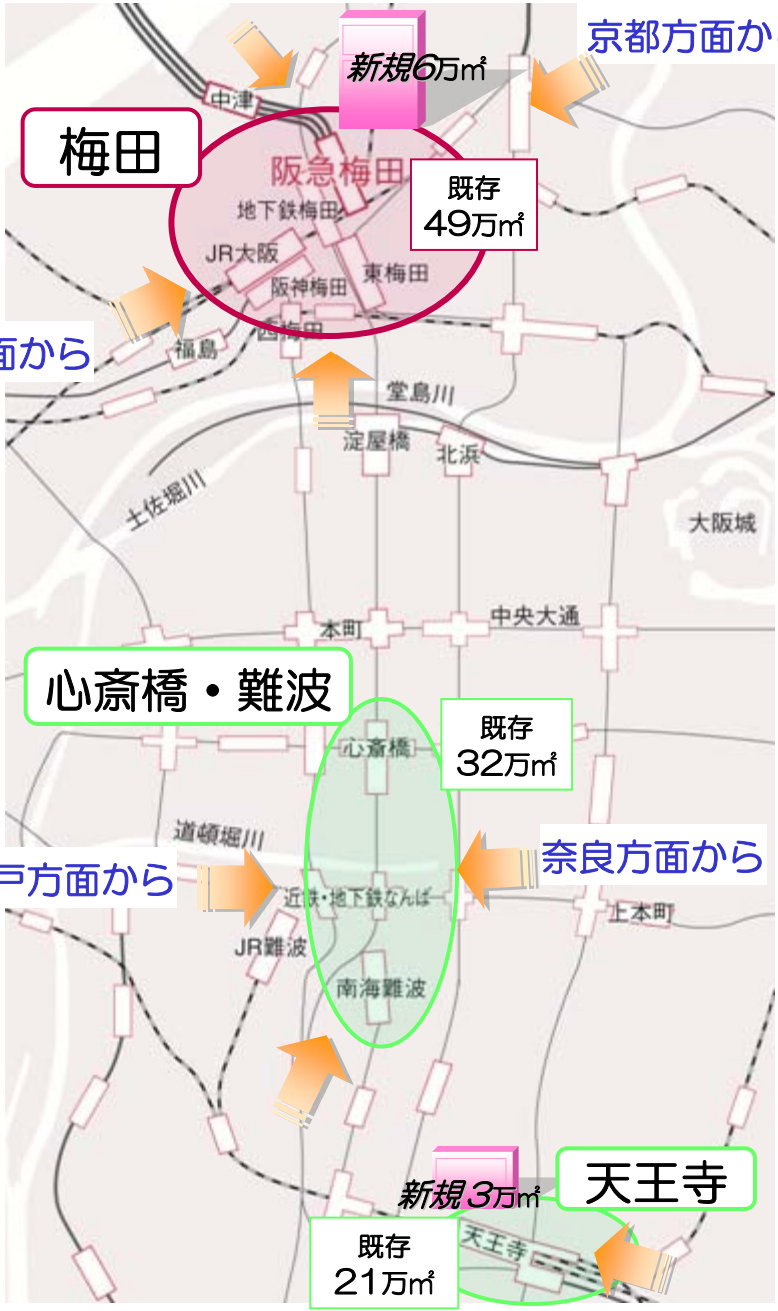 京都方面か
新規6万㎡
中津
梅田
阪急梅田
既存
49万㎡
地下鉄梅田
JR大阪
東梅田
阪神梅田
西梅田
福島
面から
堂島川
淀屋橋
北浜
土佐堀川
大阪城
中央大通
本町
心斎橋・難波
既存
32万㎡
心斎橋
道頓堀川
戸方面から
奈良方面から
近鉄・地下鉄なんば
上本町
JR難波
南海難波
新規3万㎡
天王寺
既存
21万㎡
天王寺